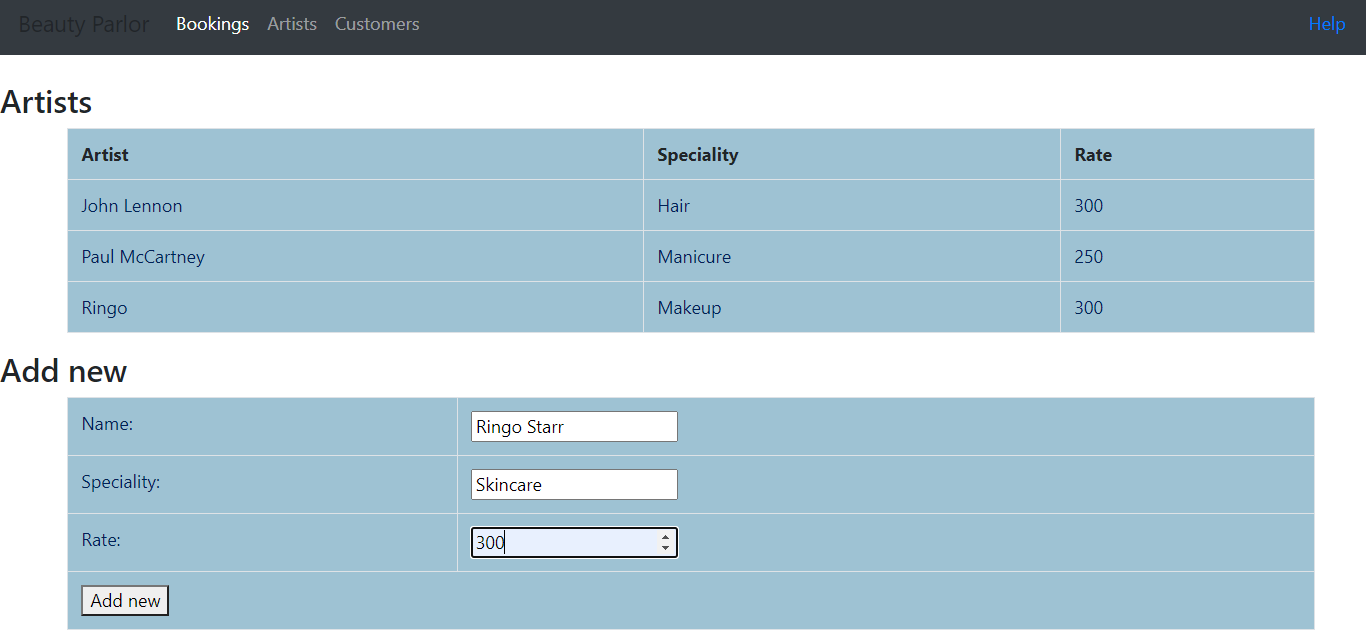 Beauty Parlor Bookings Artists Customers Help
Artists
Artist Speciality Rate
John Lennon Hair 300
Paul McCartney Manicure 250
Ringo Makeup 300
Add new
Name: Ringo Starr
Speciality: Skincare
Rate: 300
Add new